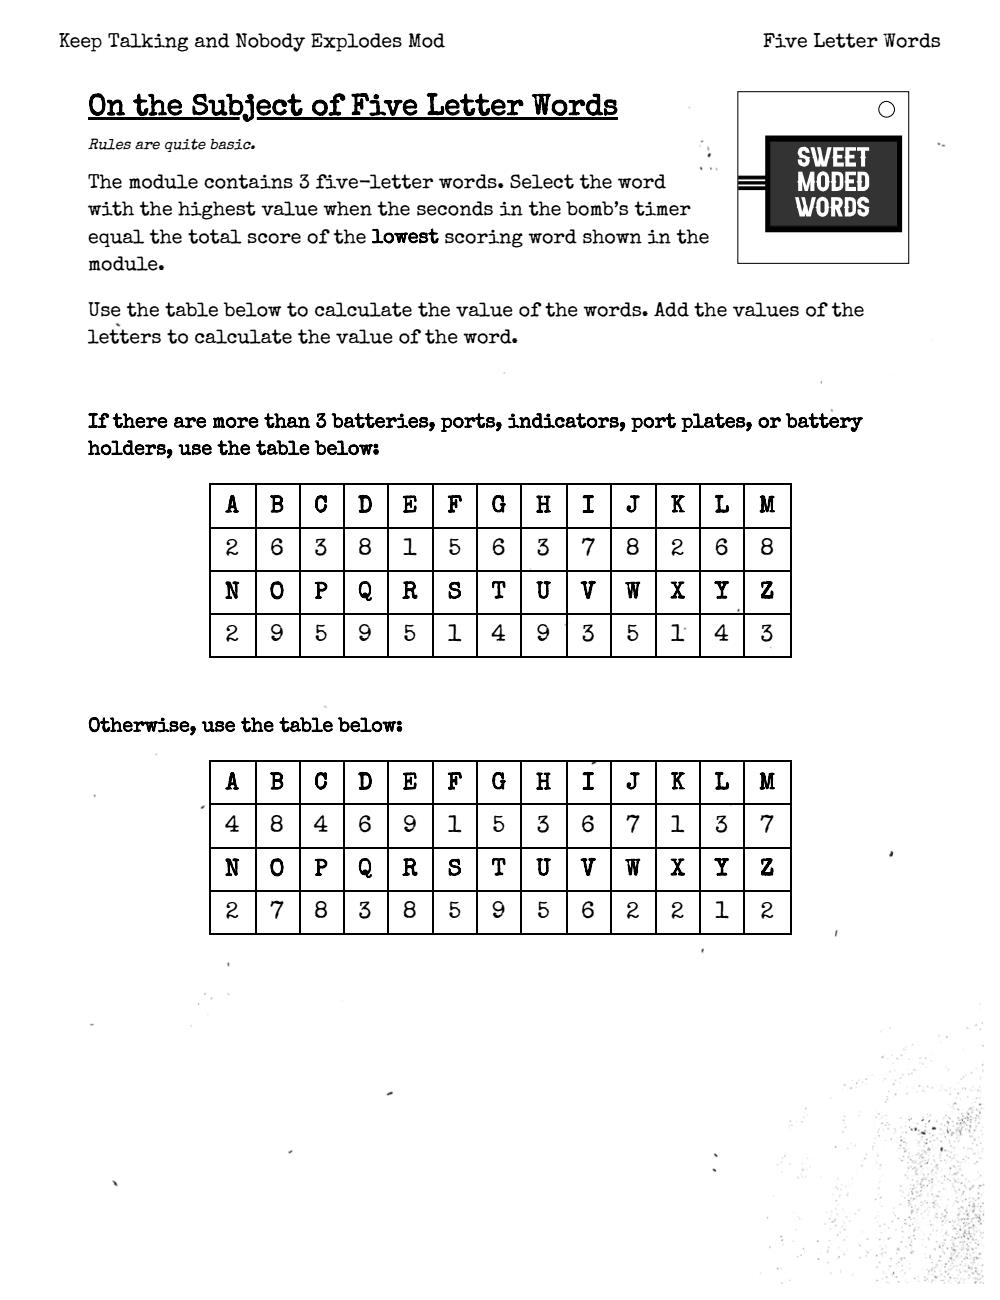 Keep Talking and Nobody Explodes Mod
Five Letter Words
On the Subject of Five Letter Words
Rules are quite basic.
The module contains 3 five-letter words. Select the word
with the highest value when the seconds in the bomb's timer
equal the total score of the lowest scoring word shown in the
module.
SWEET
MODED
WORDS
Use the table below to calculate the value of the words. Add the values of the
letters to calculate the value of the word.
If there are more than 3 batteries, ports, indicators, port plates, or battery
holders, use the table below:
A B C D E F G H I J K L M
2 6 3 8 1 5 6 3 7 8 2 6 8
N O P Q R S T U V W X Y Z
2 9 5 9 5 1 4 9 3 5 1 4 3
Otherwise, use the table below:
A B C D E F G H I J K L M
4 8 4 6 9 1 5 3 6 7 1 3 7
N O P Q R S T U V W X Y Z
2 7 8 3 8 5 9 5 6 2 2 1 2